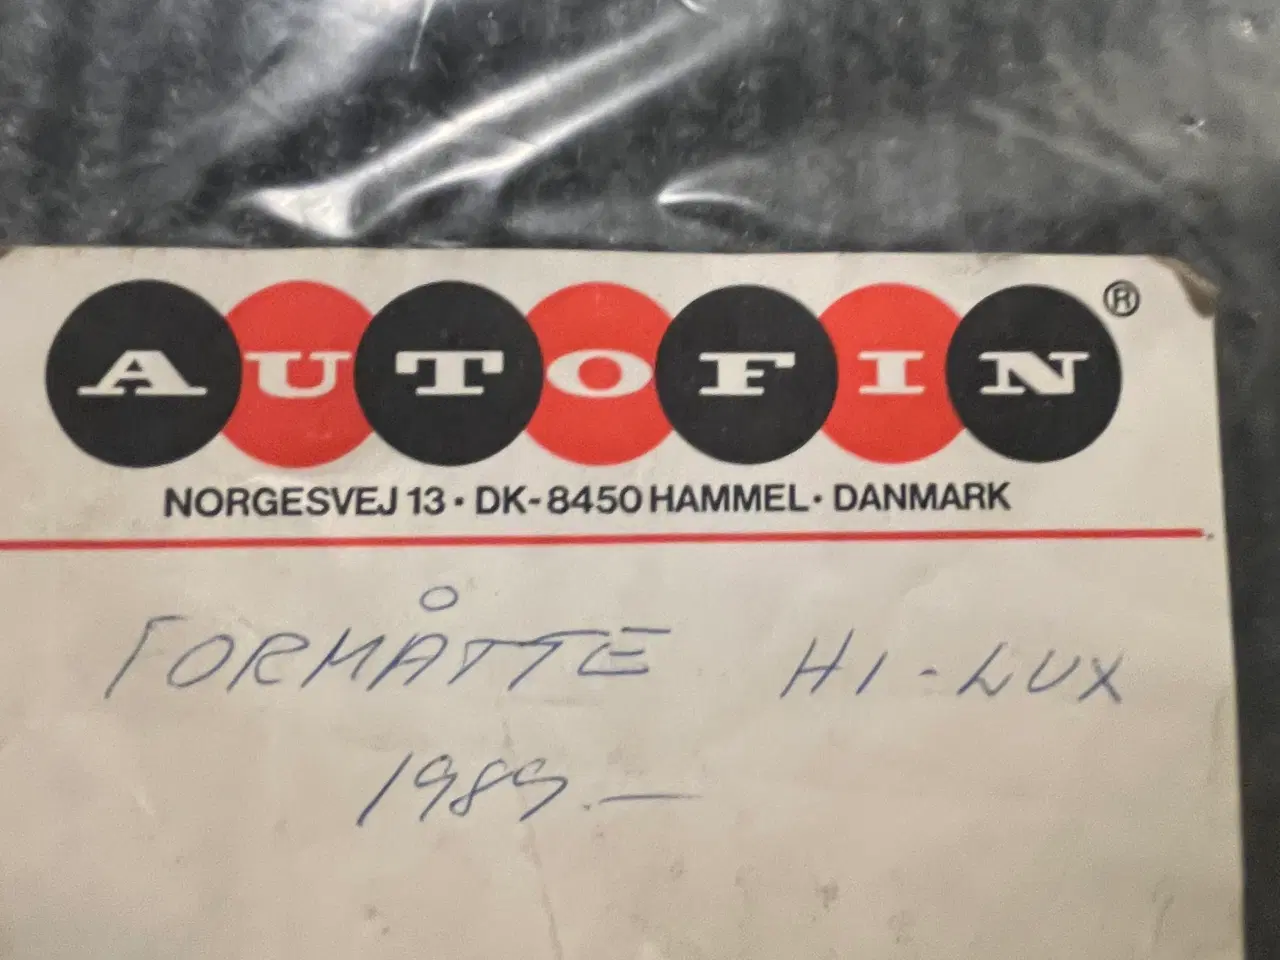 AUTOFIN ®
NORGESVEJ 13 · DK-8450 HAMMEL · DANMARK
FORMÅTTE HI-LUX
1989.—